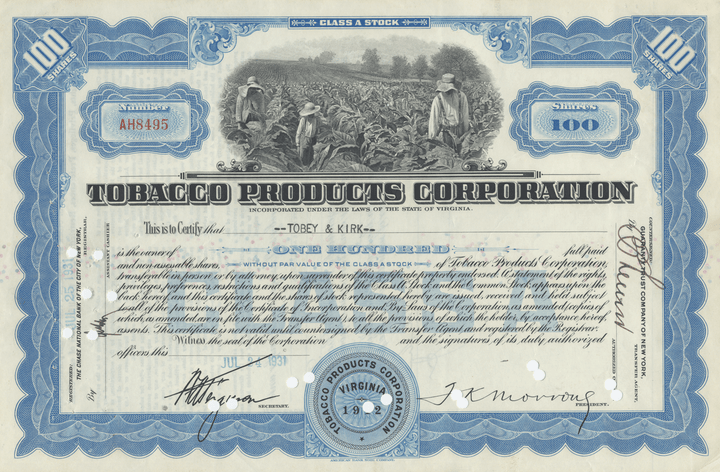 CLASS A STOCK
100
SHARES
100
SHARES
Number
AH8495
Shares
100
TOBACCO PRODUCTS CORPORATION
INCORPORATED UNDER THE LAWS OF THE STATE OF VIRGINIA.
This is to Certify that --TOBEY & KIRK--
is the owner of ONE HUNDRED full paid
and non-assessable shares, WITHOUT PAR VALUE OF THE CLASS A STOCK of Tobacco Products Corporation
transferable in person or by attorney upon surrender of this certificate properly endorsed. A statement of the rights,
privileges, preferences, restrictions and qualifications of the Class A Stock and the Common Stock appears upon the
back hereof, and this certificate and the shares of stock represented hereby are issued, received and held subject
to all of the provisions of the Certificate of Incorporation and By-Laws of the Corporation, as amended (copies of
which, as amended are on file with the Transfer Agent), to all the provisions of which, the holder, by acceptance hereof
assents. This certificate is not valid until countersigned by the Transfer Agent and registered by the Registrar.
Witness the seal of the Corporation and the signatures of its duly authorized
officers this JUL 24 1931
SECRETARY.
PRESIDENT.
TOBACCO PRODUCTS CORPORATION
VIRGINIA
1912
REGISTERED:
THE CHASE NATIONAL BANK OF THE CITY OF NEW YORK,
REGISTRAR,
By
ASSISTANT CASHIER
COUNTERSIGNED:
GUARANTY TRUST COMPANY OF NEW YORK,
TRANSFER AGENT,